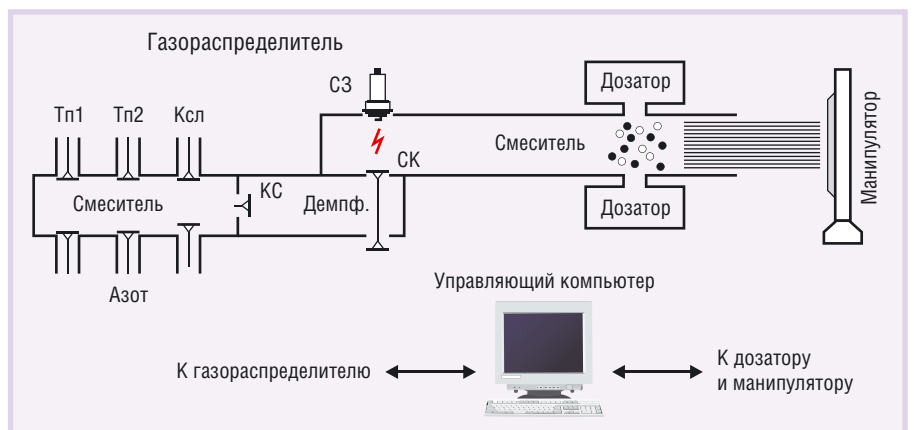 Газораспределитель
СЗ
Дозатор
Тп1 Тп2 Ксл
Смеситель
СК
Манипулятор
Смеситель
КС
Демпф.
Дозатор
Азот
Управляющий компьютер
К газораспределителю
К дозатору
и манипулятору